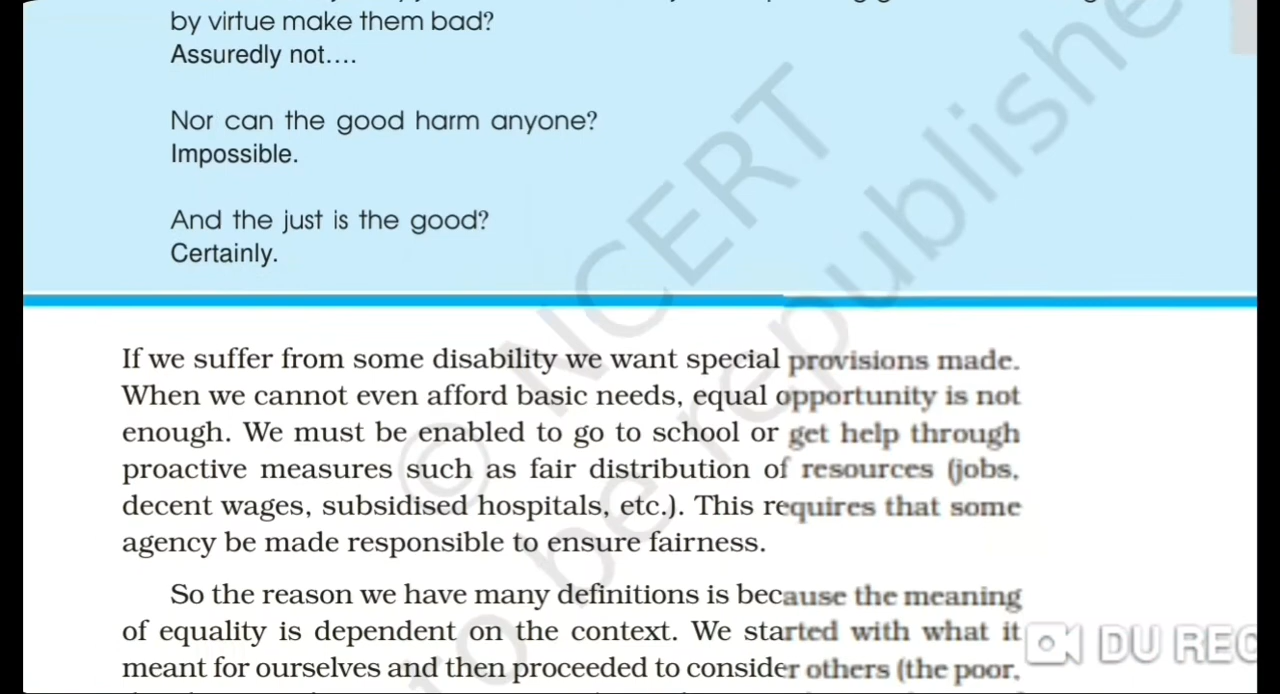 by virtue make them bad?
Assuredly not....
Nor can the good harm anyone?
Impossible.
And the just is the good?
Certainly.
© NCERT
to be republishe
If we suffer from some disability we want special provisions made.
When we cannot even afford basic needs, equal opportunity is not
enough. We must be enabled to go to school or get help through
proactive measures such as fair distribution of resources (jobs,
decent wages, subsidised hospitals, etc.). This requires that some
agency be made responsible to ensure fairness.
So the reason we have many definitions is because the meaning
of equality is dependent on the context. We started with what it
meant for ourselves and then proceeded to consider others (the poor,
DU REC